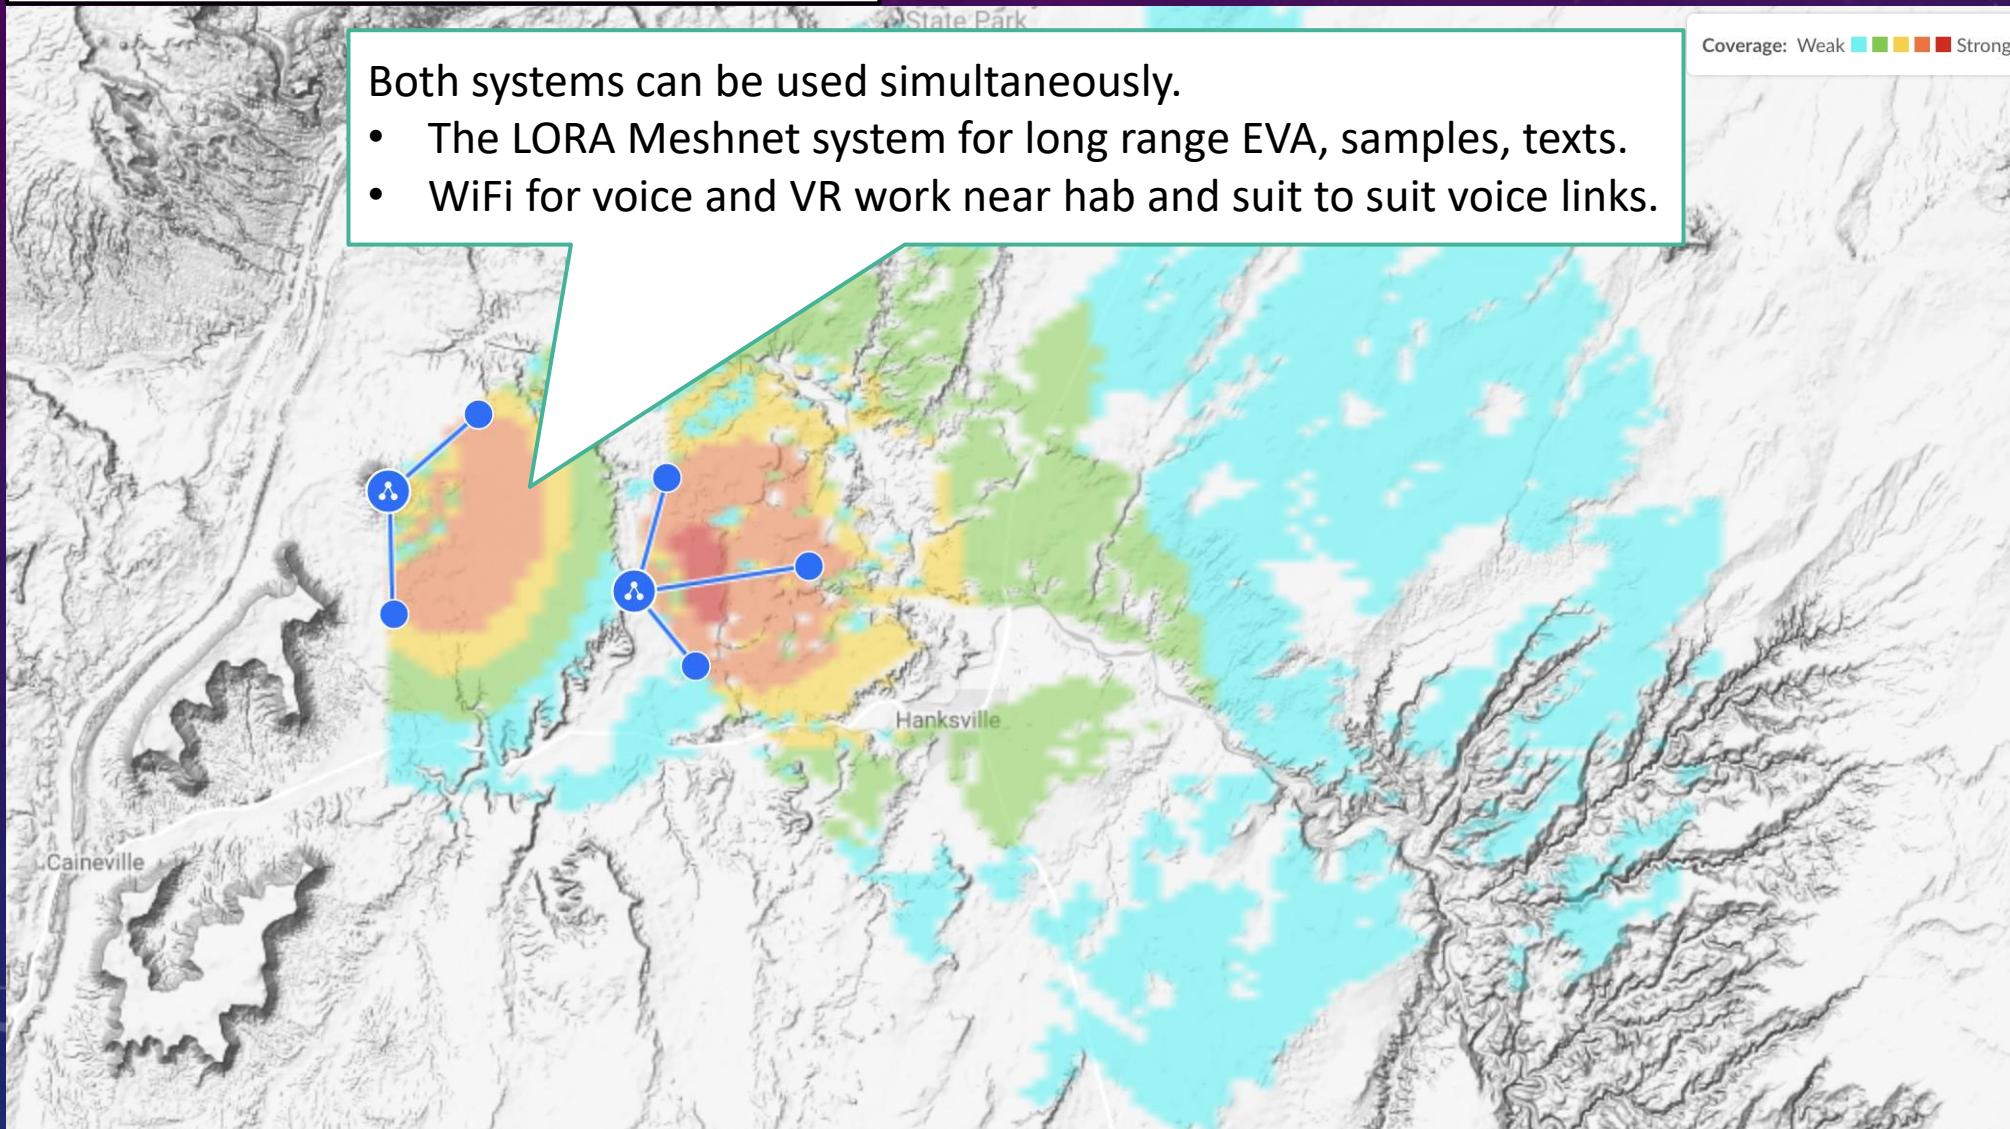 State Park
Coverage: Weak Strong
Both systems can be used simultaneously.
• The LORA Meshnet system for long range EVA, samples, texts.
• WiFi for voice and VR work near hab and suit to suit voice links.
Hanksville
Caineville